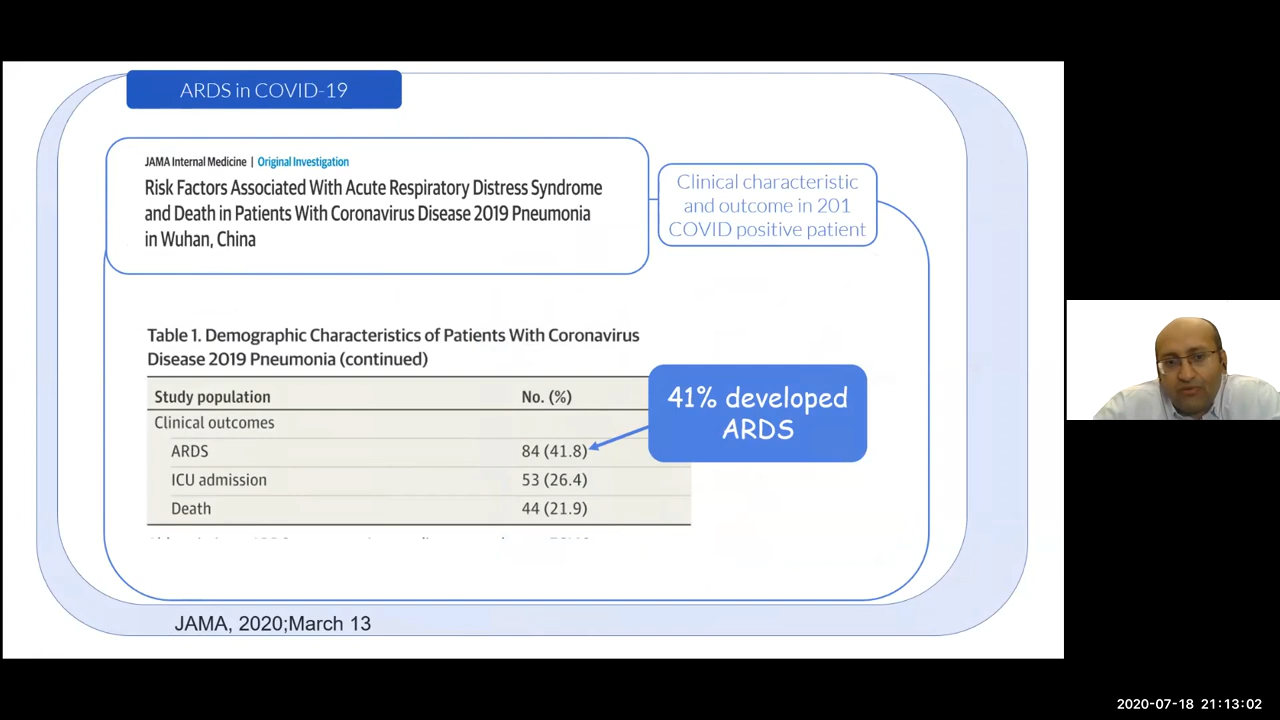 ARDS in COVID-19
JAMA Internal Medicine | Original Investigation
Risk Factors Associated With Acute Respiratory Distress Syndrome
and Death in Patients With Coronavirus Disease 2019 Pneumonia
in Wuhan, China
Clinical characteristic
and outcome in 201
COVID positive patient
Table 1. Demographic Characteristics of Patients With Coronavirus
Disease 2019 Pneumonia (continued)
Study population No. (%)
Clinical outcomes
ARDS 84 (41.8)
ICU admission 53 (26.4)
Death 44 (21.9)
41% developed
ARDS
JAMA, 2020;March 13
2020-07-18 21:13:02